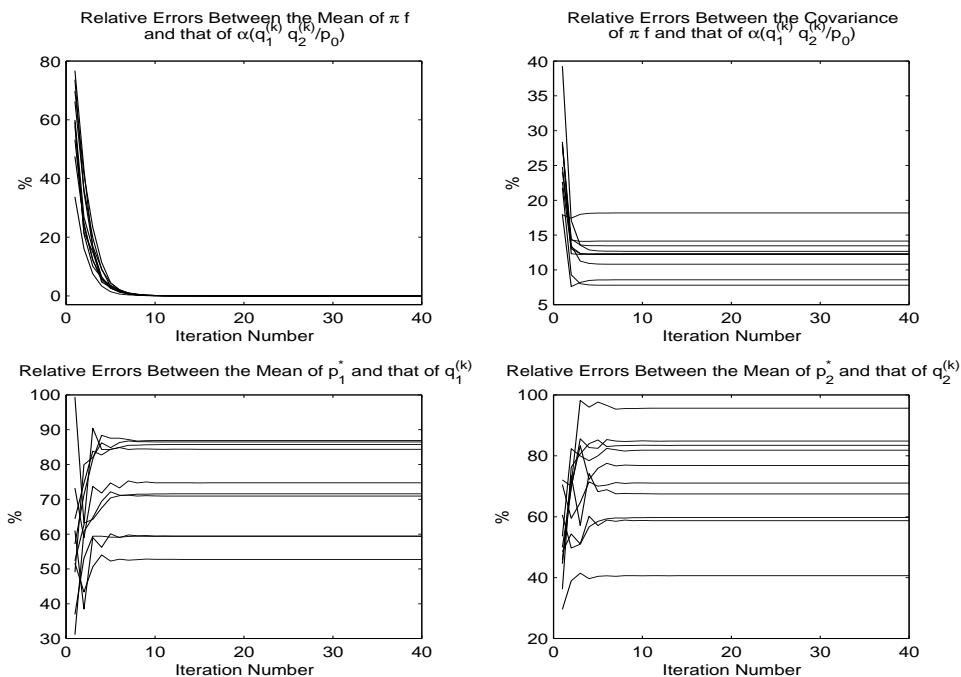 Relative Errors Between the Mean of π f
and that of α(q₁⁽ᵏ⁾ q₂⁽ᵏ⁾/p₀)
80
60
40
20
0
%
0 10 20 30 40
Iteration Number
Relative Errors Between the Covariance
of π f and that of α(q₁⁽ᵏ⁾ q₂⁽ᵏ⁾/p₀)
40
35
30
25
20
15
10
5
%
0 10 20 30 40
Iteration Number
Relative Errors Between the Mean of p₁* and that of q₁⁽ᵏ⁾
100
90
80
70
60
50
40
30
%
0 10 20 30 40
Iteration Number
Relative Errors Between the Mean of p₂* and that of q₂⁽ᵏ⁾
100
80
60
40
20
%
0 10 20 30 40
Iteration Number